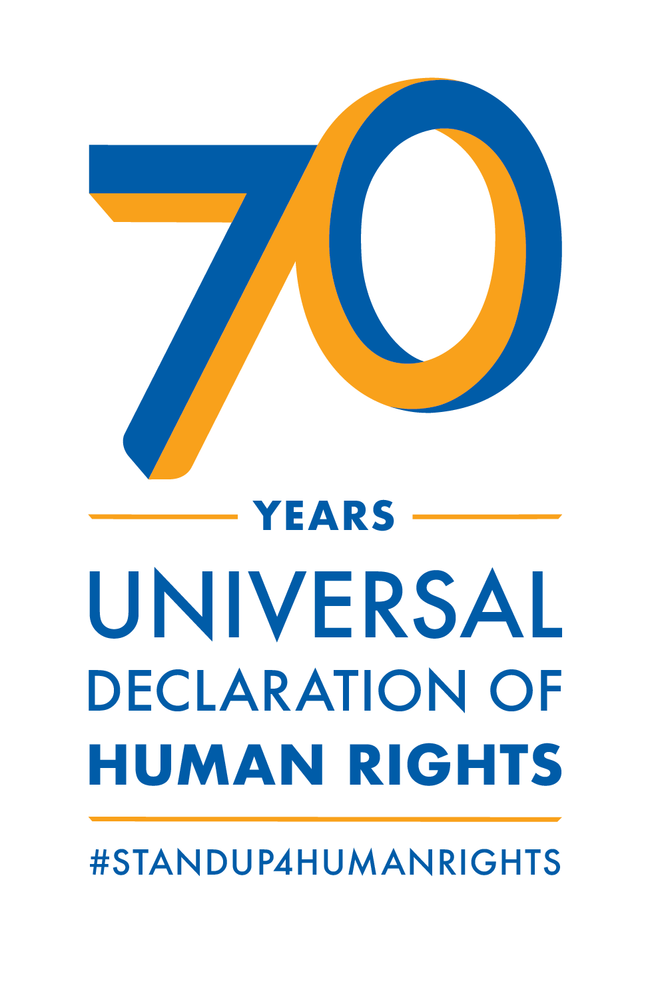 70
YEARS
UNIVERSAL
DECLARATION OF
HUMAN RIGHTS
#STANDUP4HUMANRIGHTS